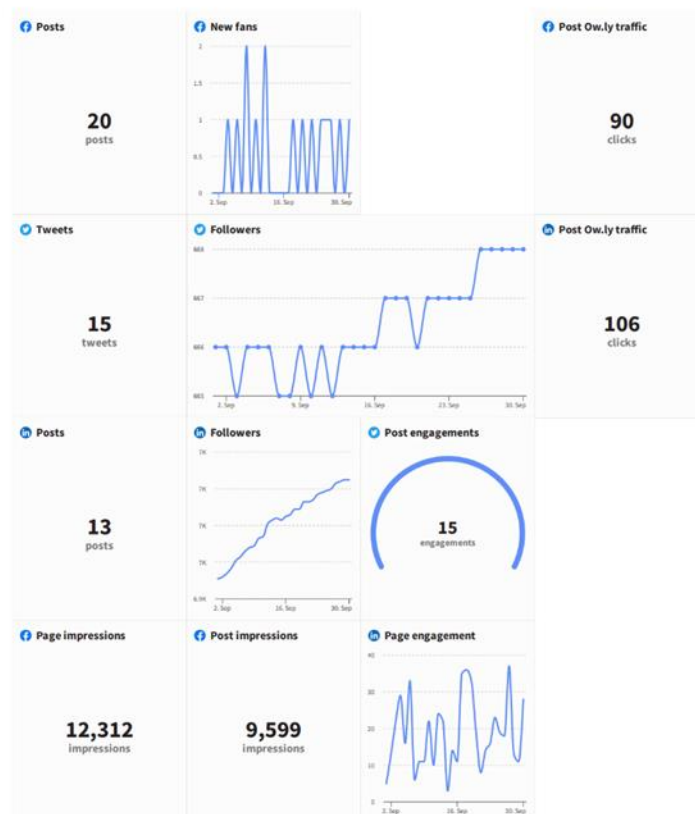 Posts
New fans
Post Ow.ly traffic
20
posts
2
1.5
1
0.5
0
2. Sep
16. Sep
30. Sep
90
clicks
Tweets
Followers
Post Ow.ly traffic
15
tweets
668
667
666
665
2. Sep
9. Sep
16. Sep
23. Sep
30. Sep
106
clicks
Posts
Followers
Post engagements
13
posts
7K
7K
7K
7K
6.9K
2. Sep
16. Sep
30. Sep
15
engagements
Page impressions
Post impressions
Page engagement
12,312
impressions
9,599
impressions
40
30
20
10
0
2. Sep
16. Sep
30. Sep